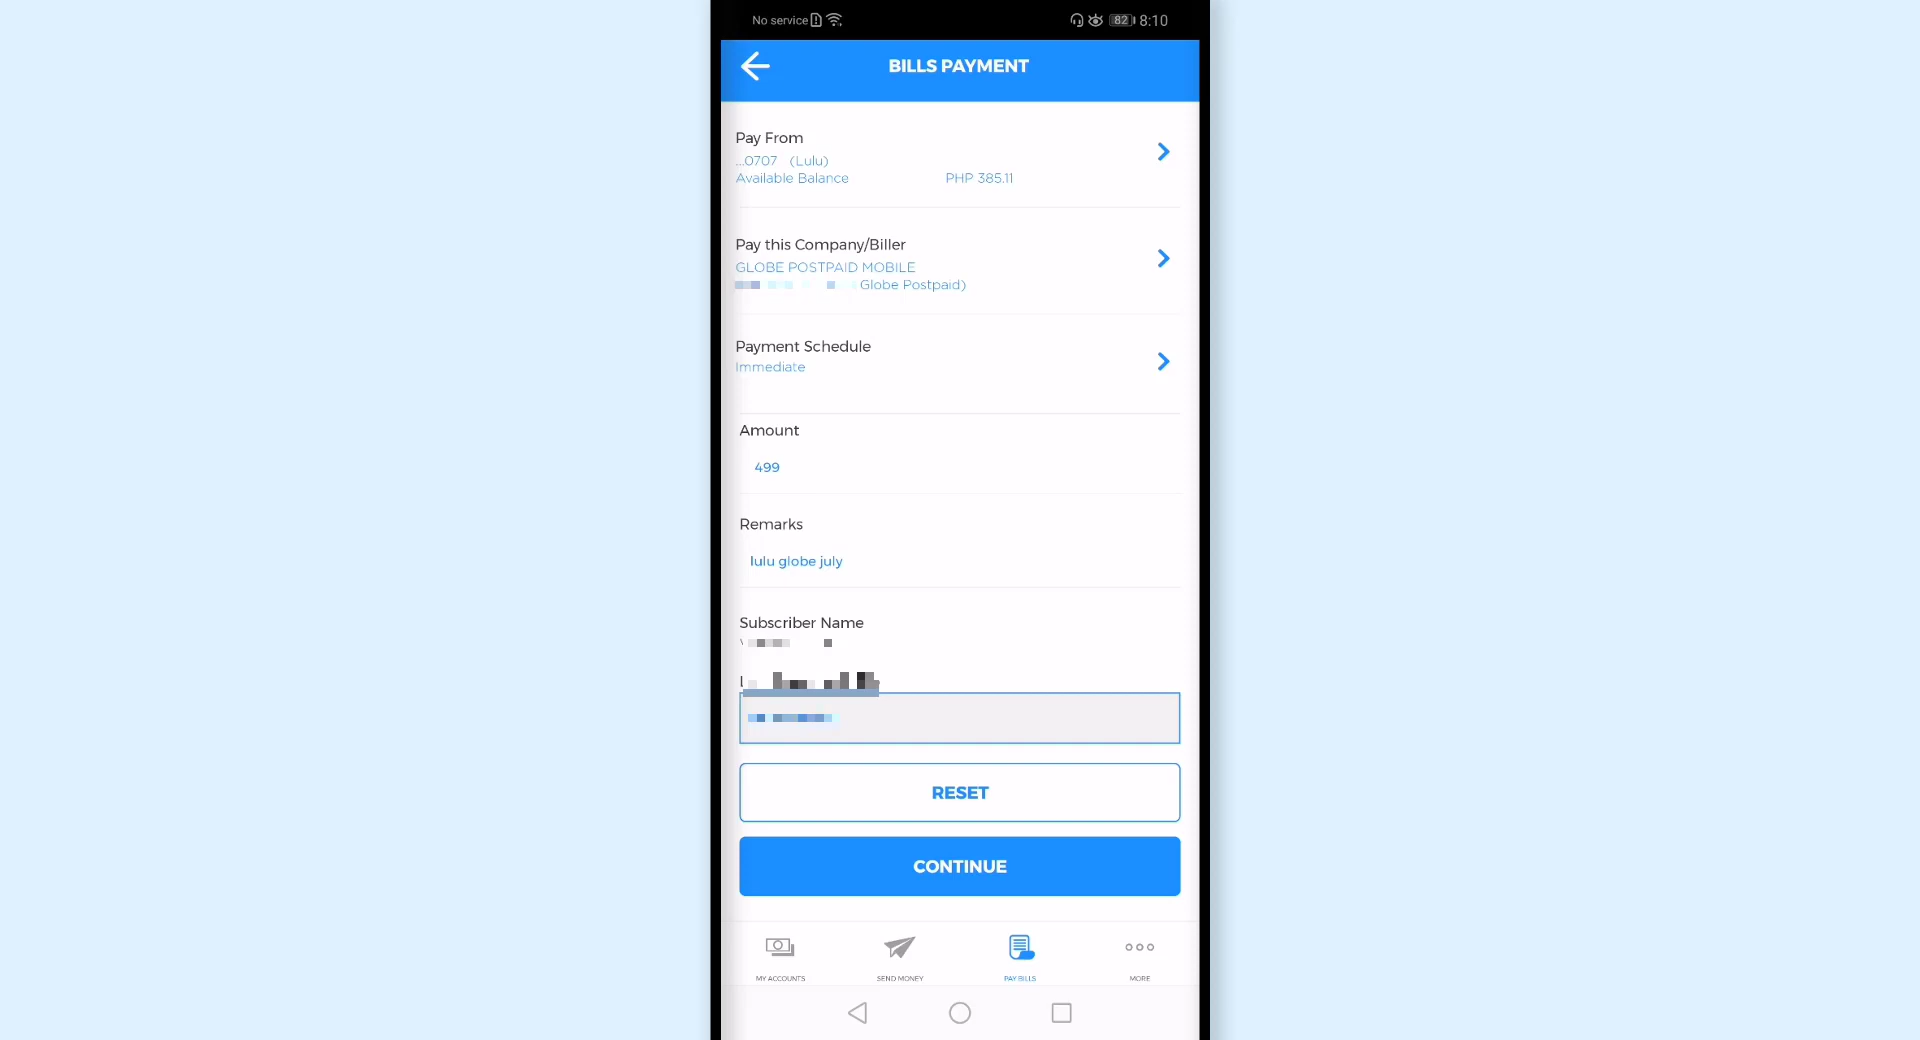 No service
82 8:10
BILLS PAYMENT
Pay From
...0707 (Lulu)
Available Balance PHP 385.11
Pay this Company/Biller
GLOBE POSTPAID MOBILE
Globe Postpaid)
Payment Schedule
Immediate
Amount
499
Remarks
lulu globe july
Subscriber Name
RESET
CONTINUE
MY ACCOUNTS
SEND MONEY
PAY BILLS
MORE